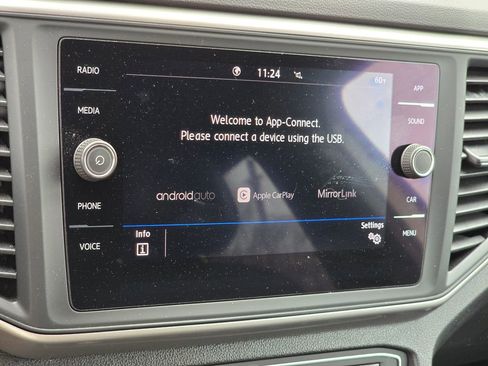 RADIO
MEDIA
PHONE
VOICE
11:24
60
Welcome to App-Connect.
Please connect a device using the USB.
androidauto
Apple CarPlay
MirrorLink
Info
Settings
APP
SOUND
CAR
MENU